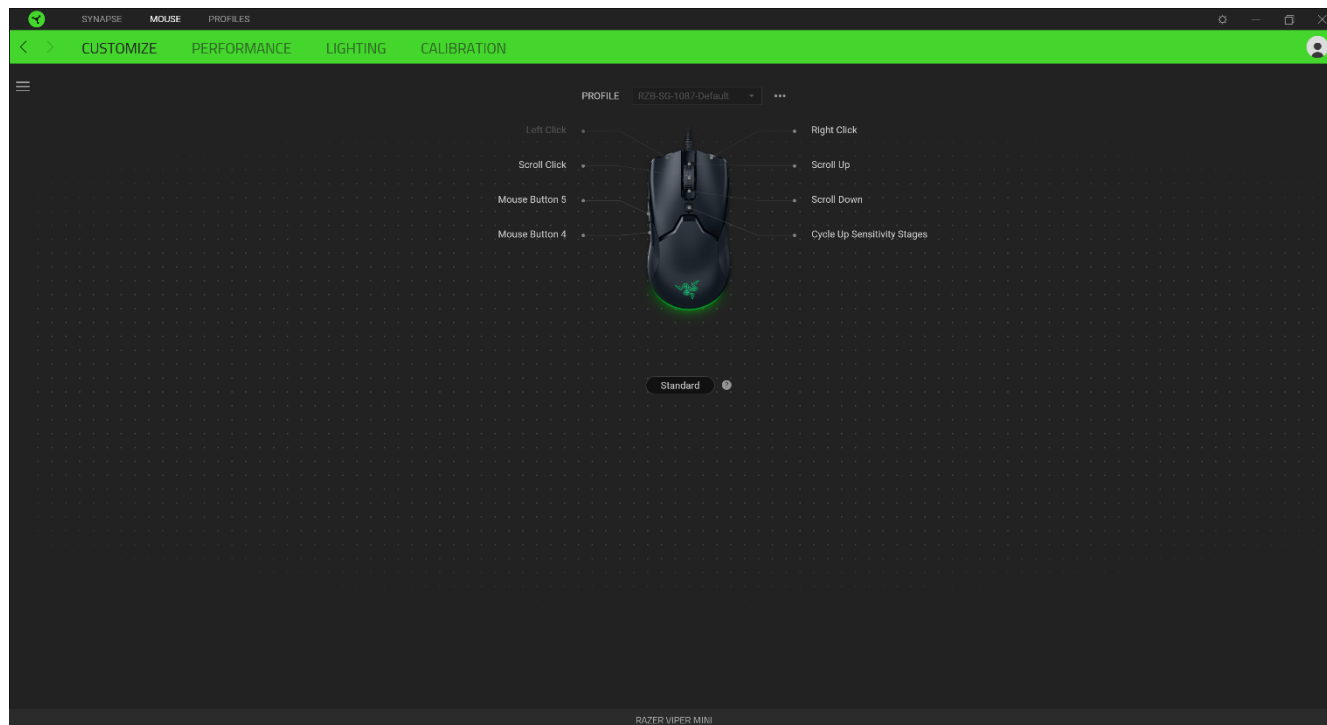 SYNAPSE MOUSE PROFILES
CUSTOMIZE PERFORMANCE LIGHTING CALIBRATION
PROFILE RZB-SG-1087-Default
Left Click Right Click
Scroll Click Scroll Up
Mouse Button 5 Scroll Down
Mouse Button 4 Cycle Up Sensitivity Stages
Standard ?
RAZER VIPER MINI